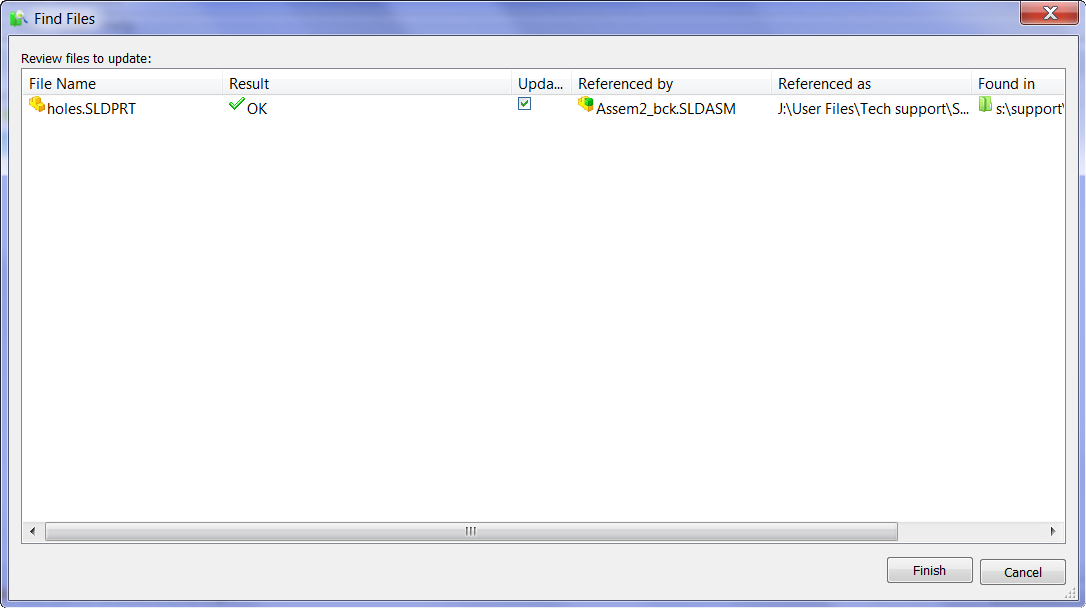 Find Files
Review files to update:
File Name Result Upda... Referenced by Referenced as Found in
holes.SLDPRT OK Assem2_bck.SLDASM J:\User Files\Tech support\S... s:\support\
Finish Cancel